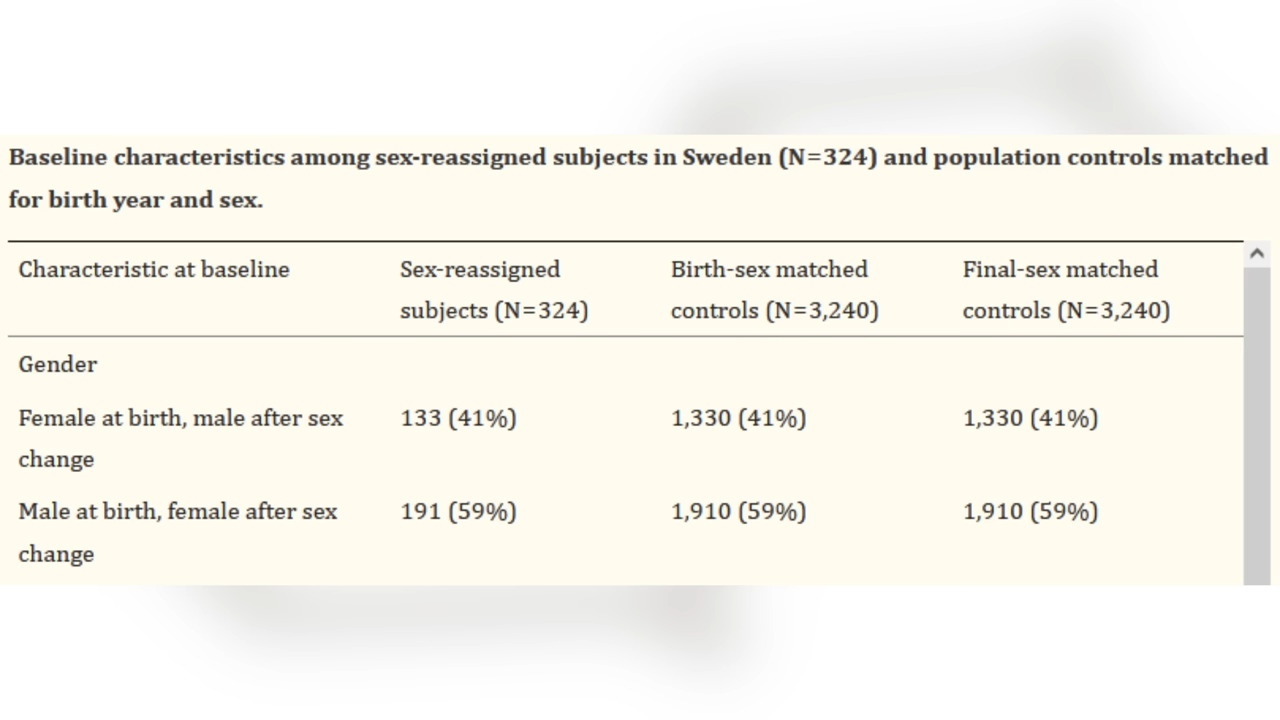 Baseline characteristics among sex-reassigned subjects in Sweden (N=324) and population controls matched
for birth year and sex.
Characteristic at baseline Sex-reassigned Birth-sex matched Final-sex matched
subjects (N=324) controls (N=3,240) controls (N=3,240)
Gender
Female at birth, male after sex 133 (41%) 1,330 (41%) 1,330 (41%)
change
Male at birth, female after sex 191 (59%) 1,910 (59%) 1,910 (59%)
change